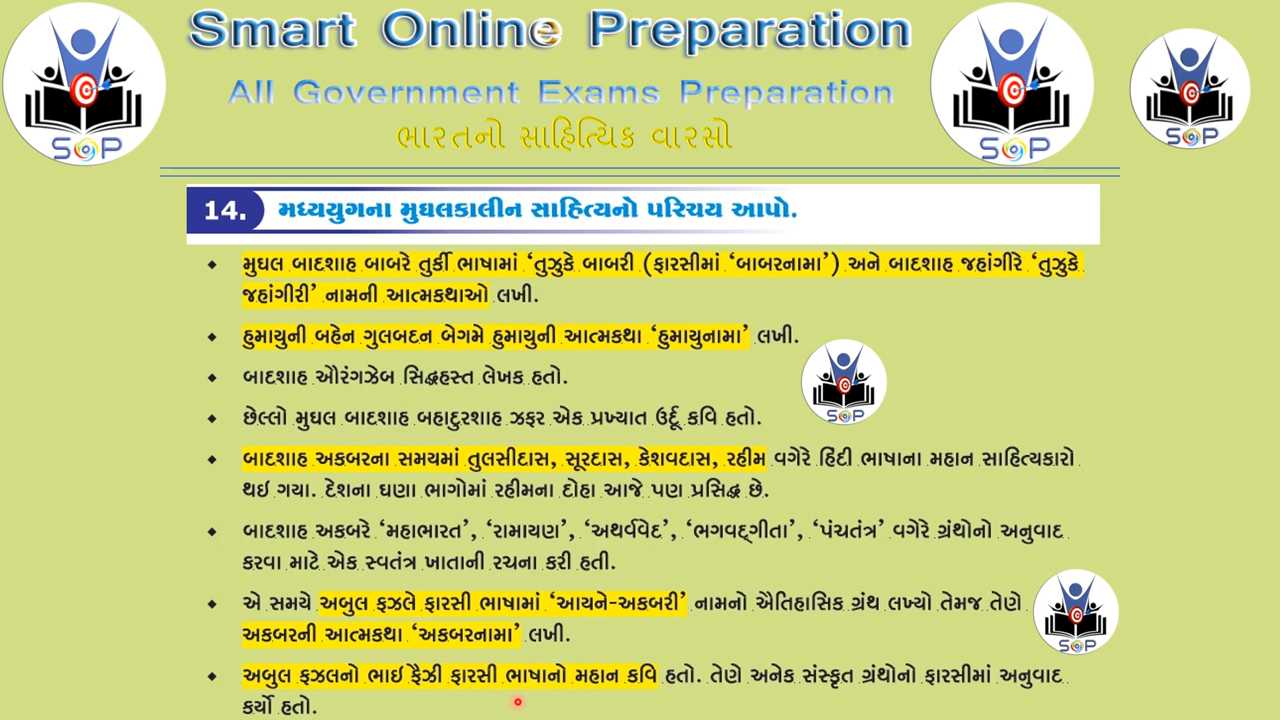 Smart Online Preparation
All Government Exams Preparation
ભારતનો સાહિત્યિક વારસો
14. મધ્યયુગના મુઘલકાલીન સાહિત્યનો પરિચય આપો.
◆ મુઘલ બાદશાહ બાબરે તુર્કી ભાષામાં ‘તુઝુકે બાબરી (ફારસીમાં ‘બાબરનામા’) અને બાદશાહ જહાંગીરે ‘તુઝુકે
જહાંગીરી’ નામની આત્મકથાઓ લખી.
◆ હુમાયુની બહેન ગુલબદન બેગમે હુમાયુની આત્મકથા ‘હુમાયુનામા’ લખી.
◆ બાદશાહ ઔરંગઝેબ સિદ્ધહસ્ત લેખક હતો.
◆ છેલ્લો મુઘલ બાદશાહ બહાદુરશાહ ઝફર એક પ્રખ્યાત ઉર્દૂ કવિ હતો.
◆ બાદશાહ અકબરના સમયમાં તુલસીદાસ, સૂરદાસ, કેશવદાસ, રહીમ વગેરે હિંદી ભાષાના મહાન સાહિત્યકારો
થઇ ગયા. દેશના ઘણા ભાગોમાં રહીમના દોહા આજે પણ પ્રસિદ્ધ છે.
◆ બાદશાહ અકબરે ‘મહાભારત’, ‘રામાયણ’, ‘અથર્વવેદ’, ‘ભગવદ્ગીતા’, ‘પંચતંત્ર’ વગેરે ગ્રંથોનો અનુવાદ
કરવા માટે એક સ્વતંત્ર ખાતાની રચના કરી હતી.
◆ એ સમયે અબુલ ફઝલે ફારસી ભાષામાં ‘આયને-અકબરી’ નામનો ઐતિહાસિક ગ્રંથ લખ્યો તેમજ તેણે
અકબરની આત્મકથા ‘અકબરનામા’ લખી.
◆ અબુલ ફઝલનો ભાઇ ફૈઝી ફારસી ભાષાનો મહાન કવિ હતો. તેણે અનેક સંસ્કૃત ગ્રંથોનો ફારસીમાં અનુવાદ
કર્યો હતો.
SOP
SOP
SOP
SOP
SOP